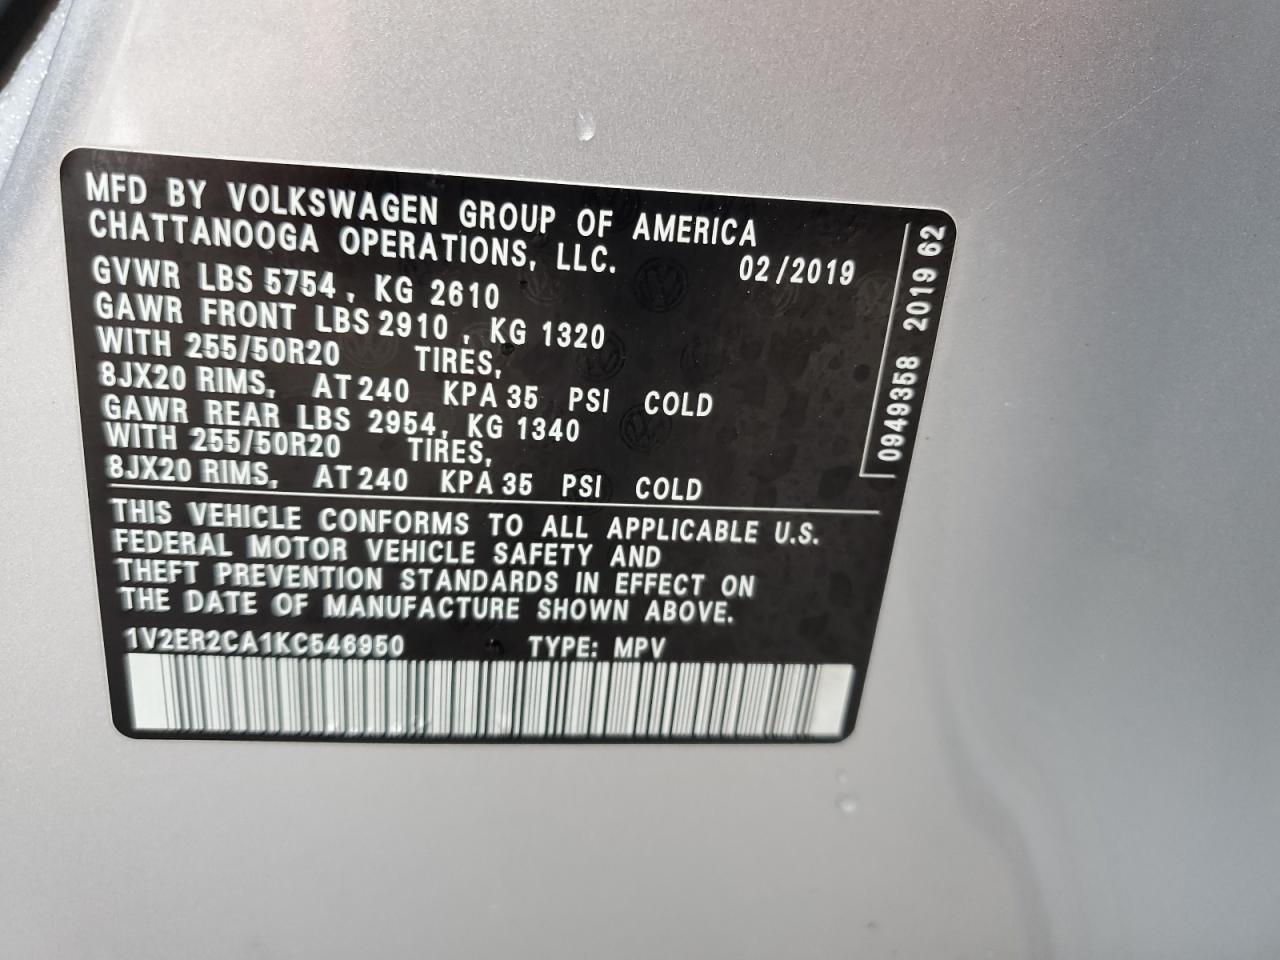 MFD BY VOLKSWAGEN GROUP OF AMERICA
CHATTANOOGA OPERATIONS, LLC.
02/2019
GVWR LBS 5754, KG 2610
GAWR FRONT LBS 2910, KG 1320
WITH 255/50R20 TIRES,
8JX20 RIMS, AT 240 KPA 35 PSI COLD
GAWR REAR LBS 2954, KG 1340
WITH 255/50R20 TIRES,
8JX20 RIMS, AT 240 KPA 35 PSI COLD
THIS VEHICLE CONFORMS TO ALL APPLICABLE U.S.
FEDERAL MOTOR VEHICLE SAFETY AND
THEFT PREVENTION STANDARDS IN EFFECT ON
THE DATE OF MANUFACTURE SHOWN ABOVE.
1V2ER2CA1KC546950 TYPE: MPV
0949358 2019 62